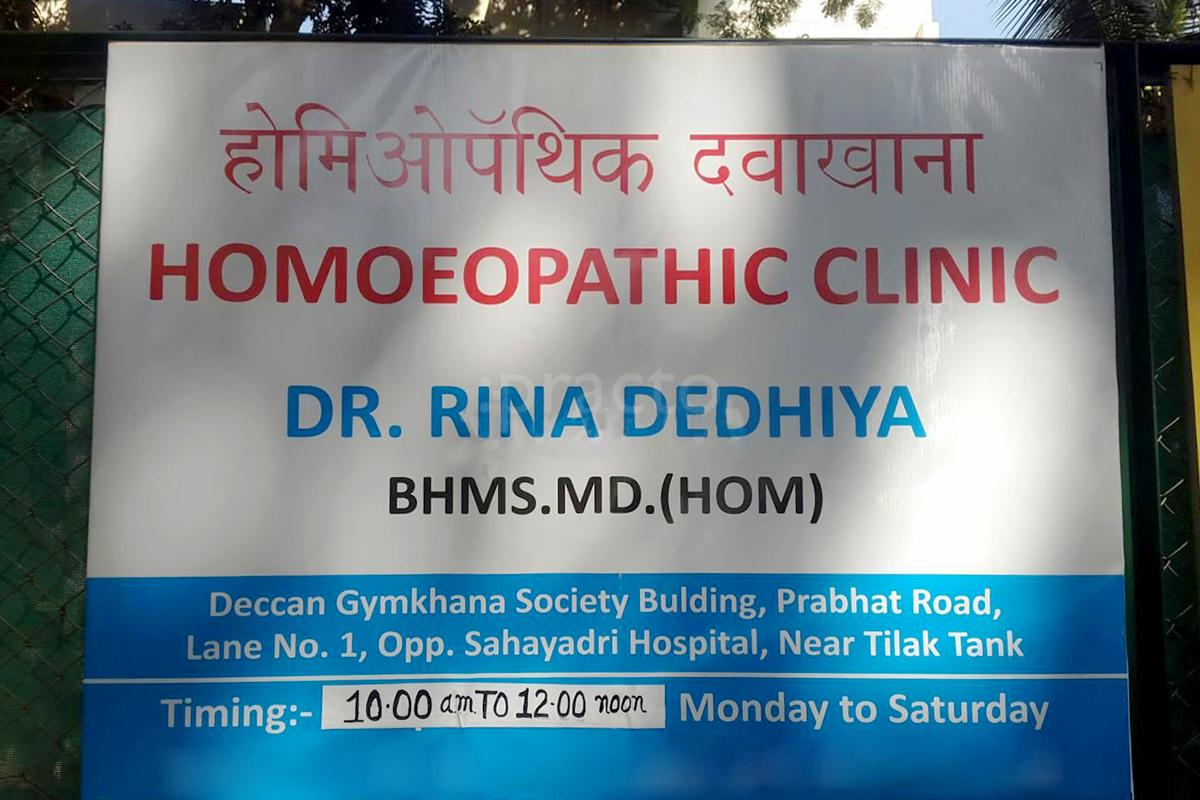 होमिओपॅथिक दवाखाना
HOMOEOPATHIC CLINIC
practo
DR. RINA DEDHIYA
BHMS.MD.(HOM)
Deccan Gymkhana Society Bulding, Prabhat Road,
Lane No. 1, Opp. Sahayadri Hospital, Near Tilak Tank
Timing:- 10.00 am TO 12.00 noon Monday to Saturday